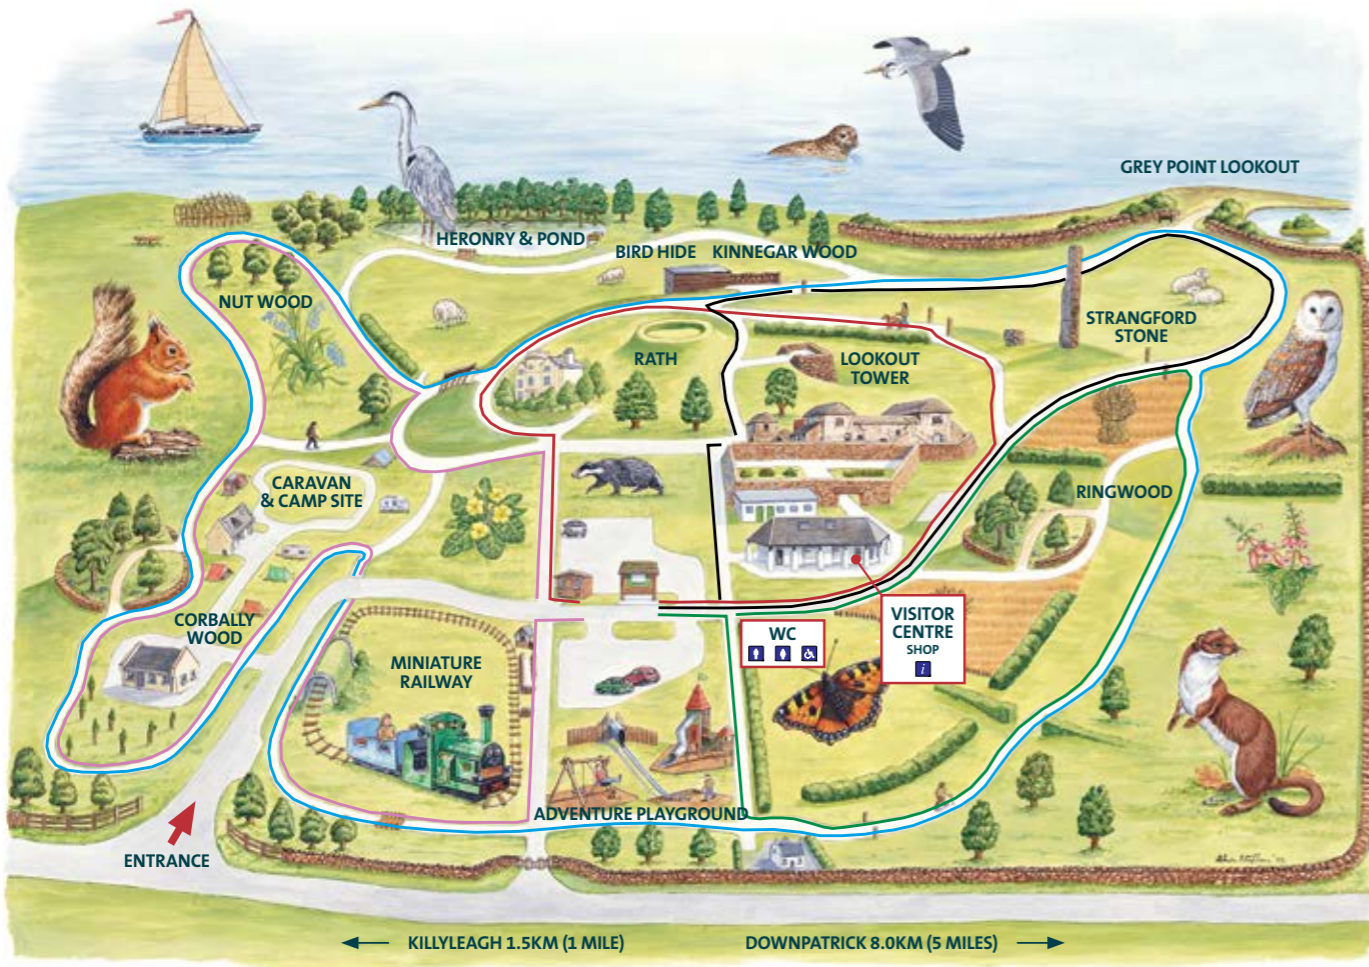 GREY POINT LOOKOUT
HERONRY & POND
BIRD HIDE
KINNEGAR WOOD
NUT WOOD
STRANGFORD
STONE
RATH
LOOKOUT
TOWER
CARAVAN
& CAMP SITE
RINGWOOD
CORBALLY
WOOD
WC
VISITOR
CENTRE
SHOP
i
MINIATURE
RAILWAY
ADVENTURE PLAYGROUND
ENTRANCE
KILLYLEAGH 1.5KM (1 MILE)
DOWNPATRICK 8.0KM (5 MILES)